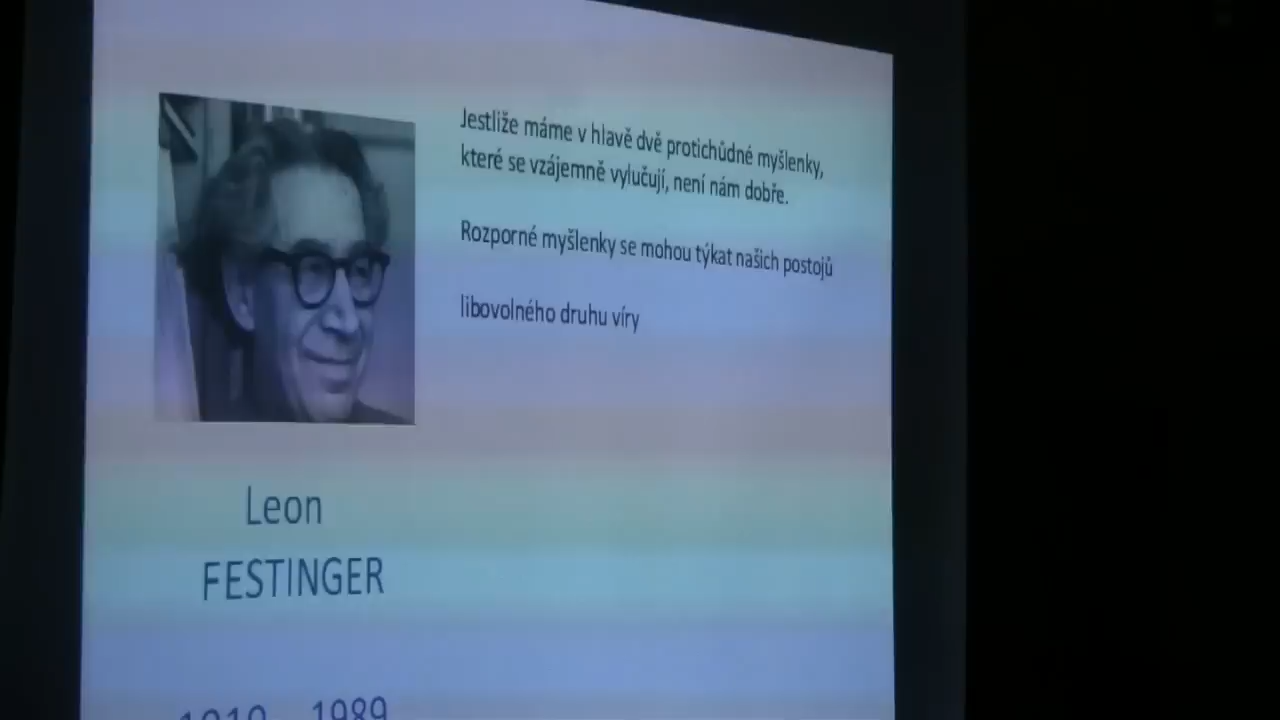 Jestliže máme v hlavě dvě protichůdné myšlenky,
které se vzájemně vylučují, není nám dobře.
Rozporné myšlenky se mohou týkat našich postojů
libovolného druhu víry
Leon
FESTINGER
1919 1989